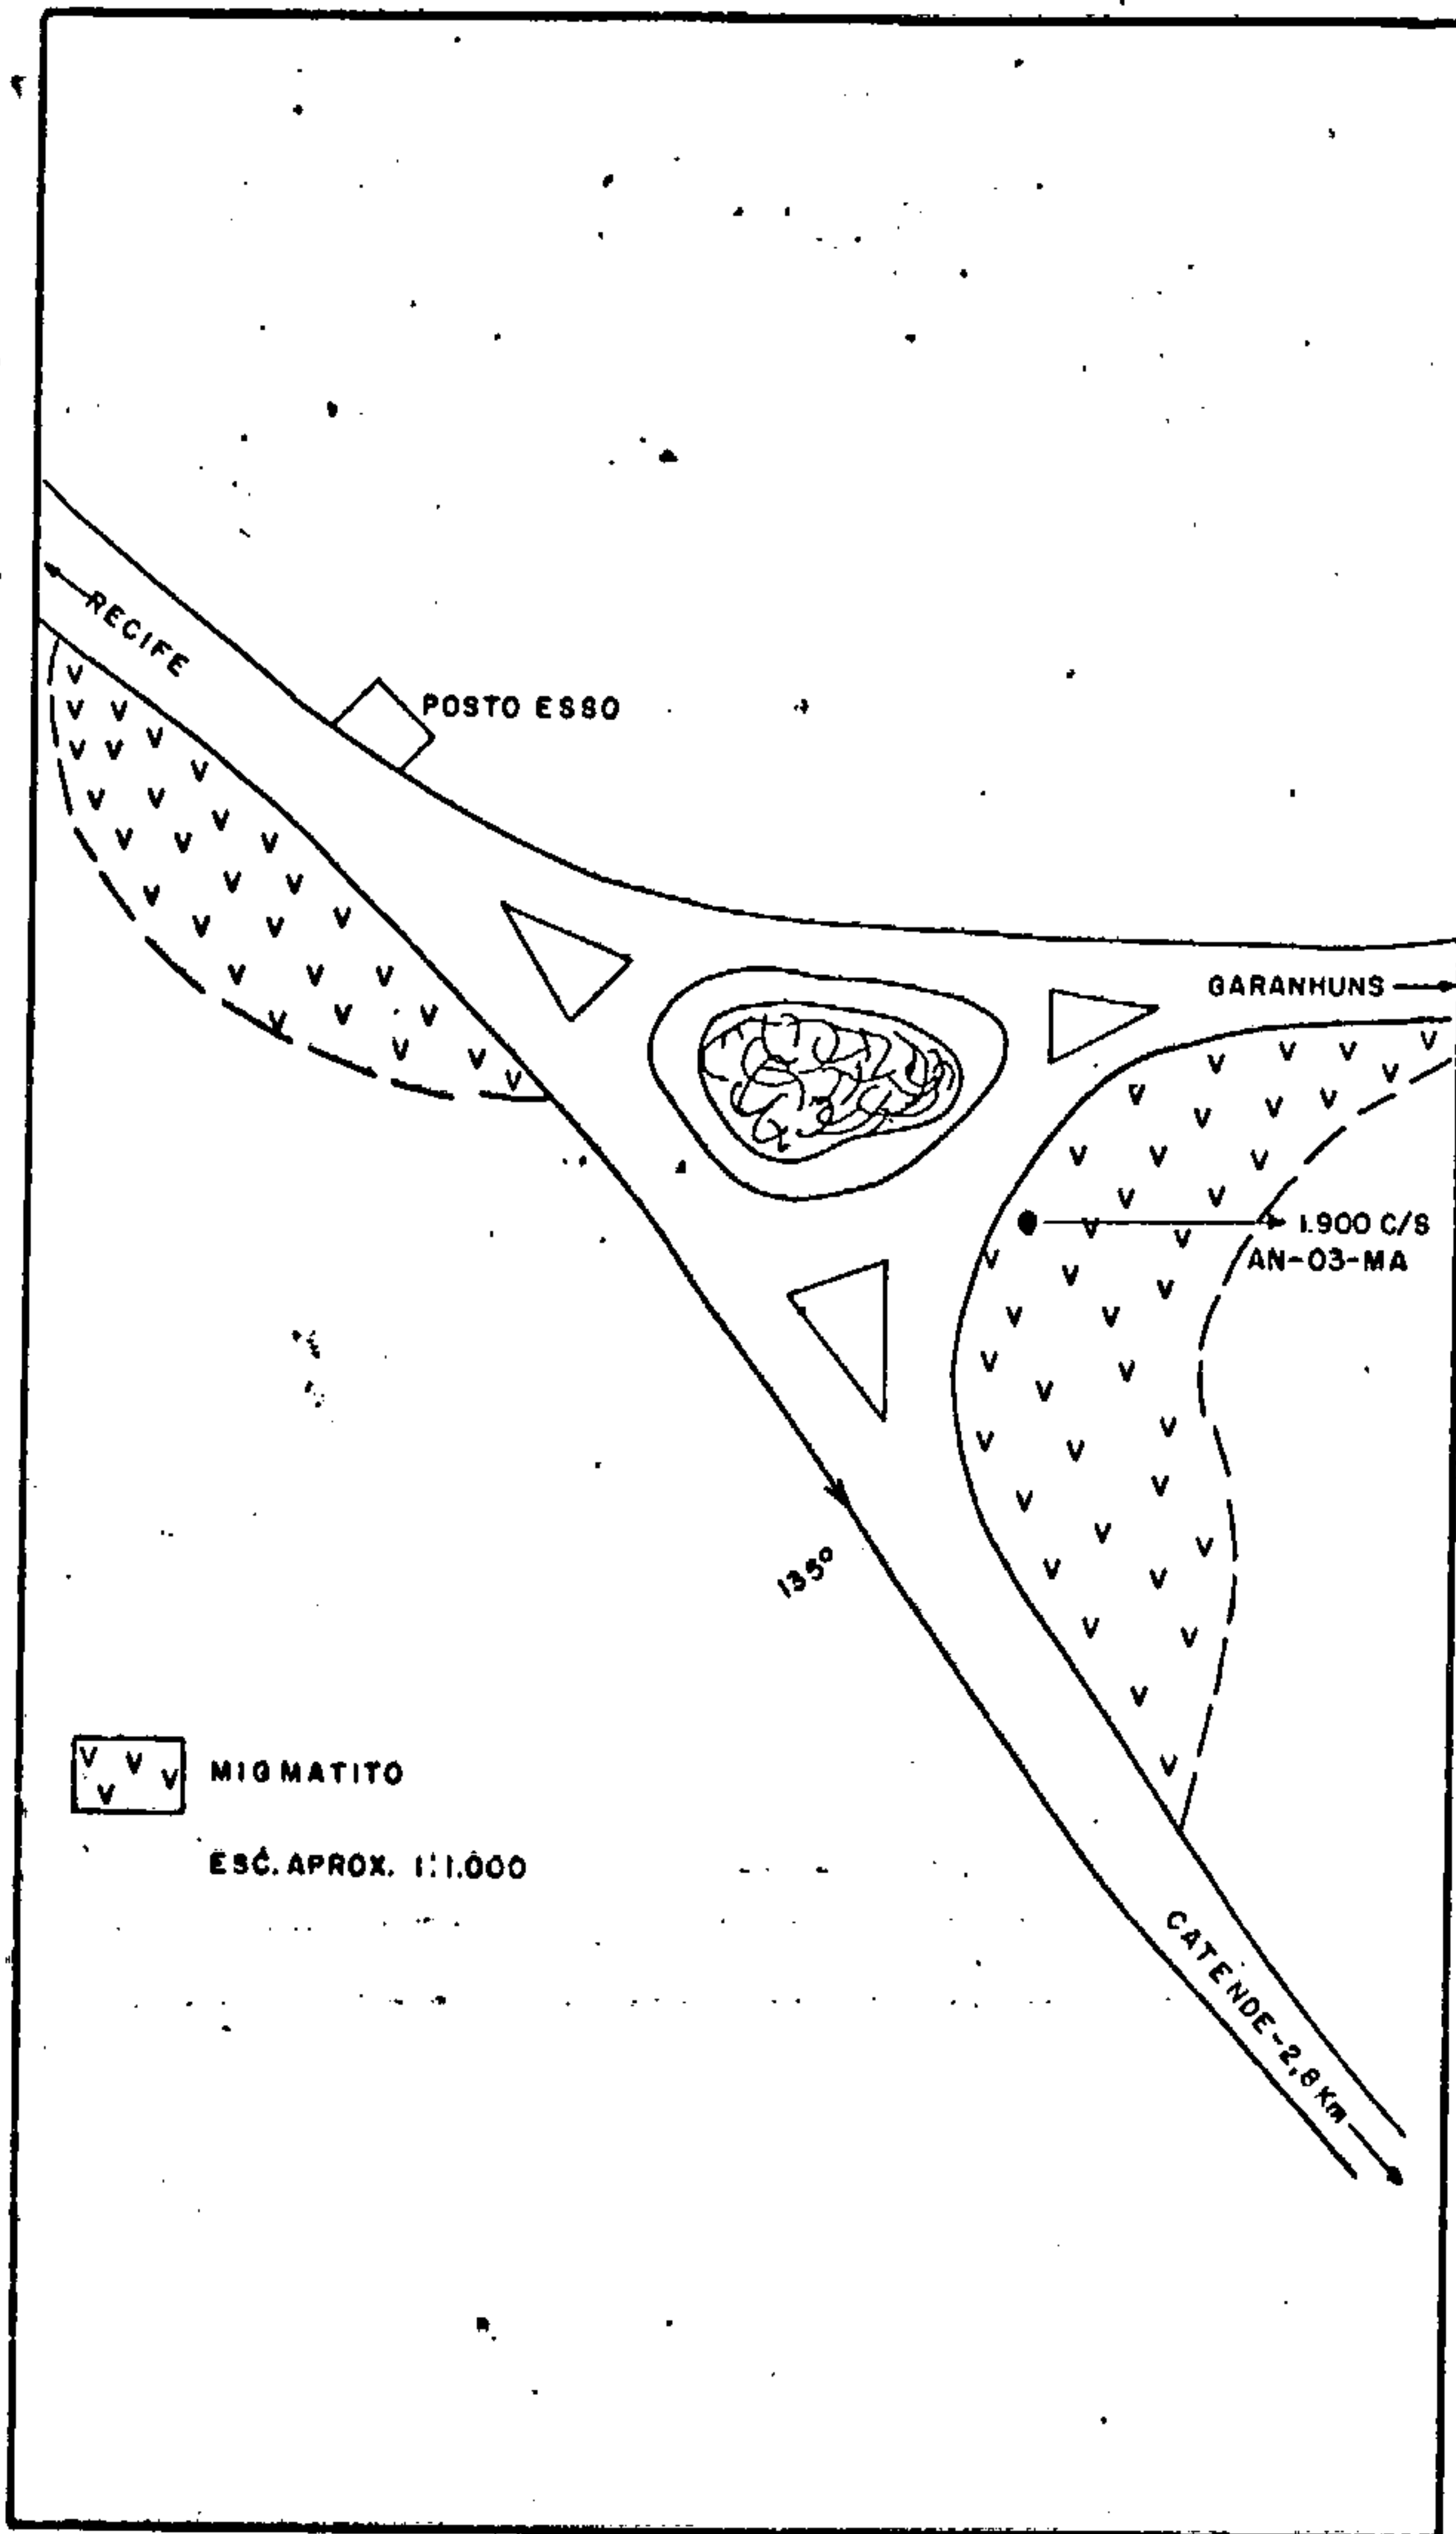 RECIFE
POSTO ESSO
GARANHUNS
1.900 C/S
AN-03-MA
135°
MIGMATITO
ESC. APROX. 1:1.000
CATENDE-2,8 Km